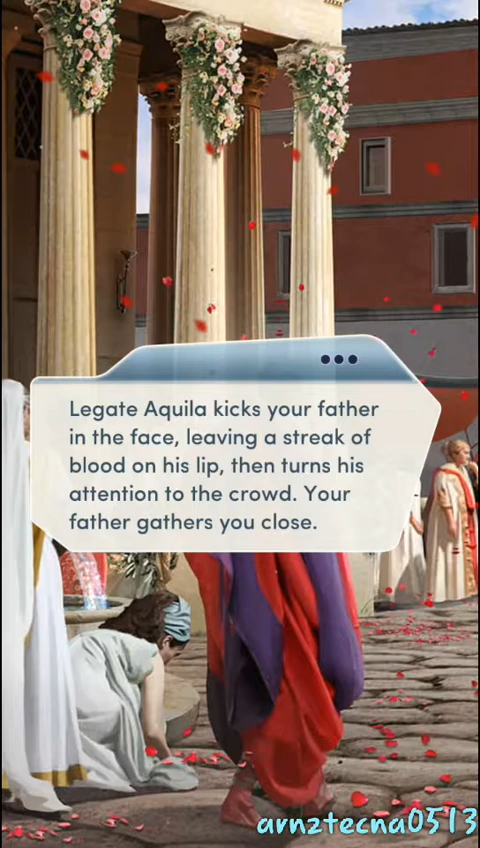 Legate Aquila kicks your father
in the face, leaving a streak of
blood on his lip, then turns his
attention to the crowd. Your
father gathers you close.
arnztecna0513